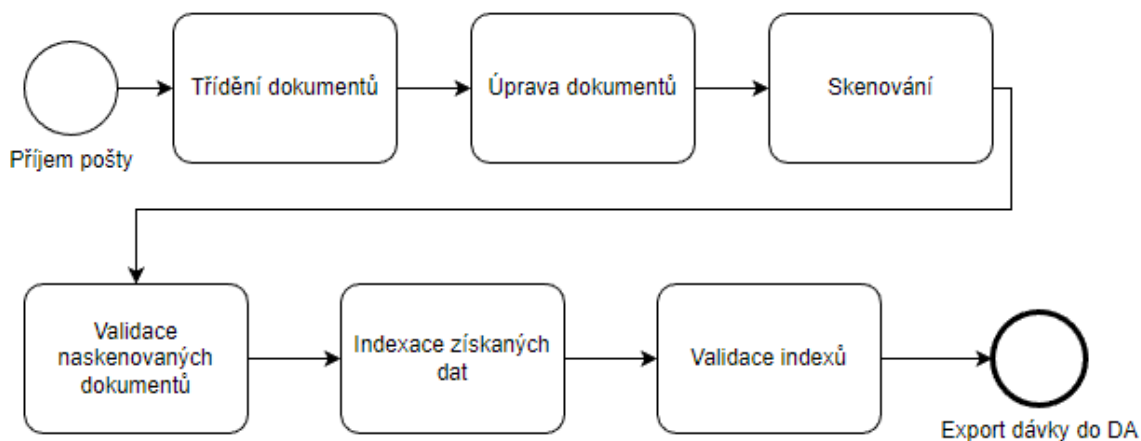 Třídění dokumentů
Úprava dokumentů
Skenování
Příjem pošty
Validace
naskenovaných
dokumentů
Indexace získaných
dat
Validace indexů
Export dávky do DA